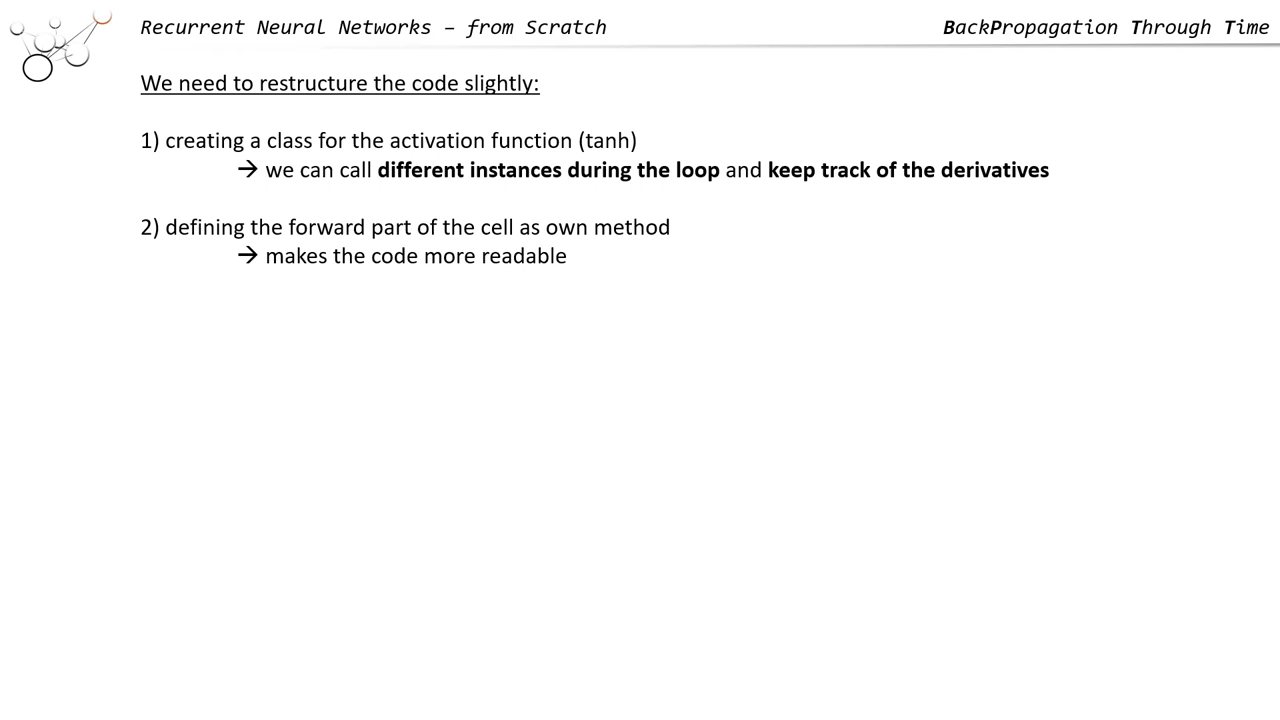 Recurrent Neural Networks – from Scratch
BackPropagation Through Time
We need to restructure the code slightly:
1) creating a class for the activation function (tanh)
→ we can call different instances during the loop and keep track of the derivatives
2) defining the forward part of the cell as own method
→ makes the code more readable